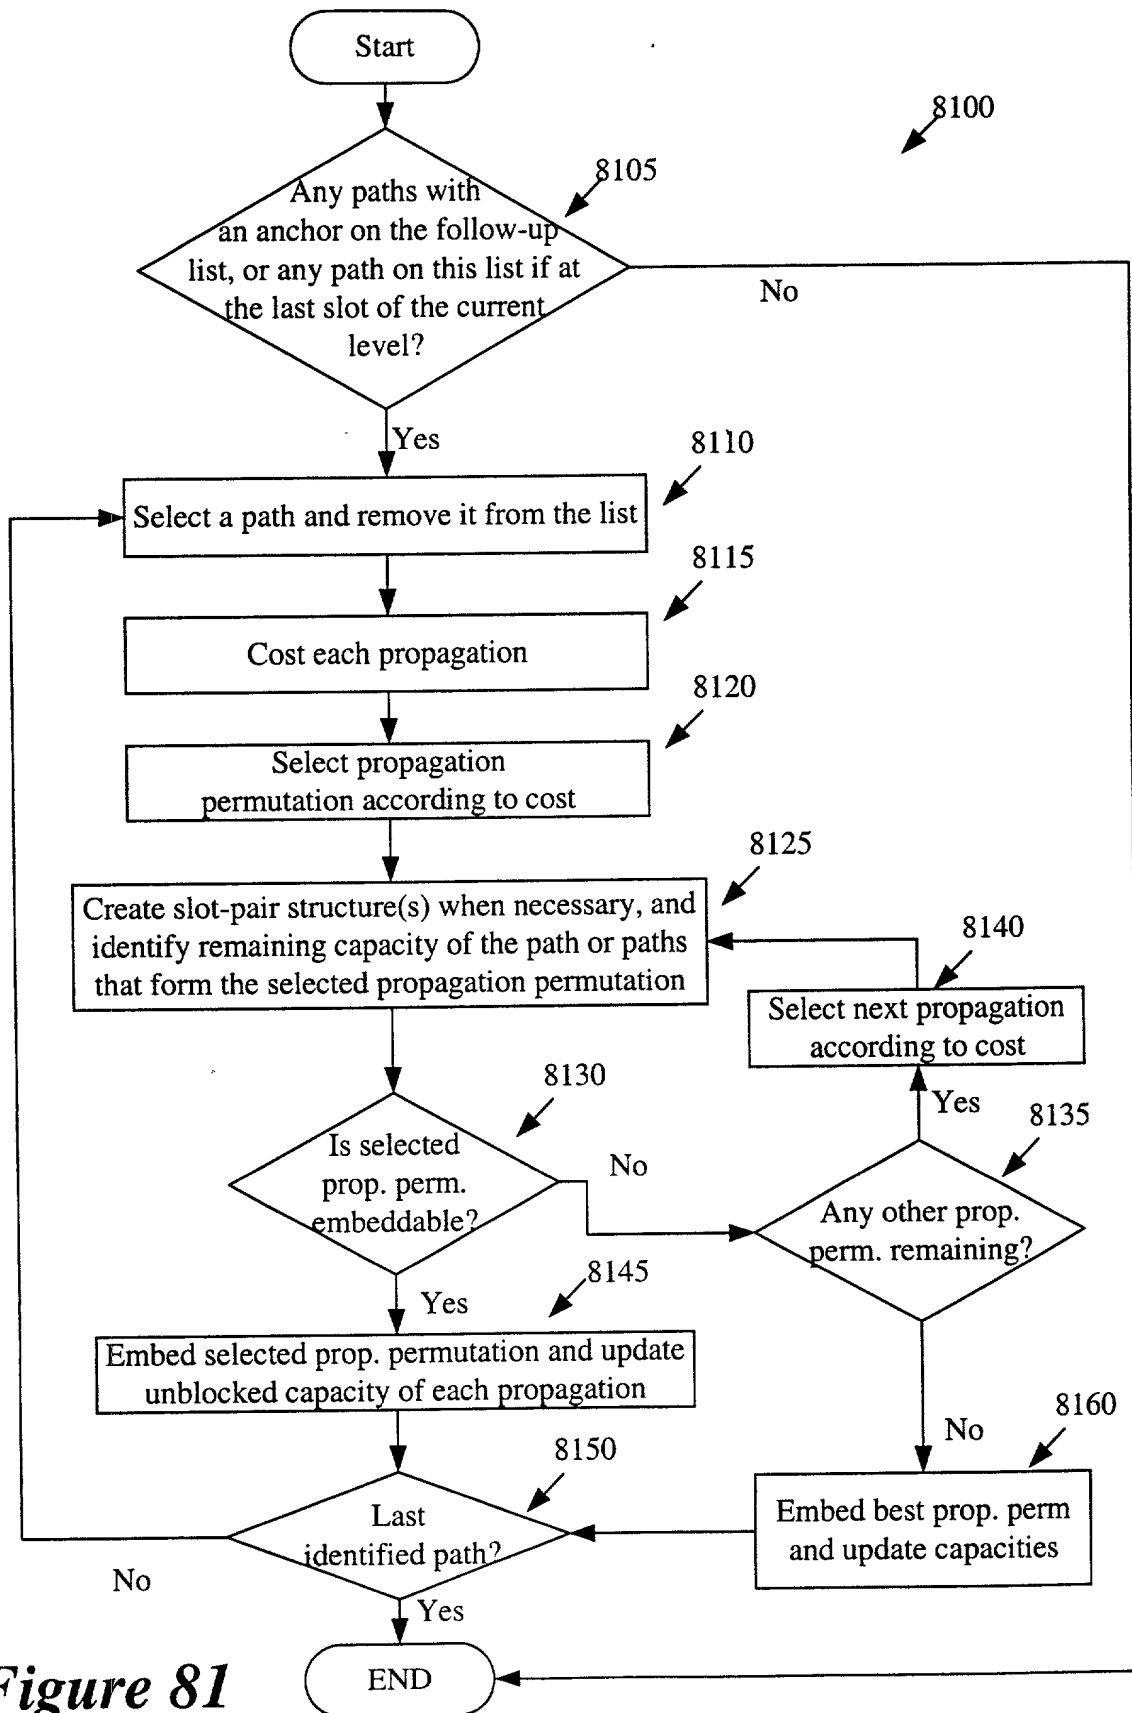 Start
8100
8105
Any paths with
an anchor on the follow-up
list, or any path on this list if at
the last slot of the current
level?
No
Yes
8110
Select a path and remove it from the list
8115
Cost each propagation
8120
Select propagation
permutation according to cost
8125
Create slot-pair structure(s) when necessary, and
identify remaining capacity of the path or paths
that form the selected propagation permutation
8140
Select next propagation
according to cost
8130
Is selected
prop. perm.
embeddable?
No
Yes
8135
Any other prop.
perm. remaining?
8145
Yes
Embed selected prop. permutation and update
unblocked capacity of each propagation
No
8160
Embed best prop. perm
and update capacities
8150
Last
identified path?
No
Yes
END
Figure 81